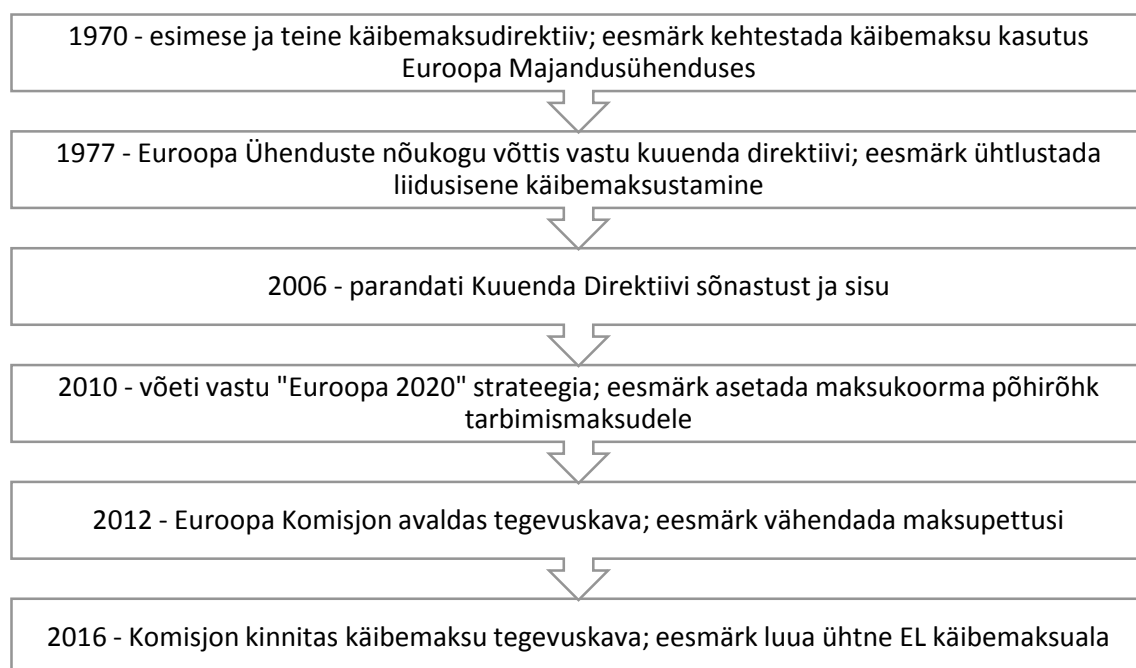 1970 - esimese ja teine käibemaksudirektiiv; eesmärk kehtestada käibemaksu kasutus
Euroopa Majandusühenduses
1977 - Euroopa Ühenduste nõukogu võttis vastu kuuenda direktiivi; eesmärk ühtlustada
liidusisene käibemaksustamine
2006 - parandati Kuuenda Direktiivi sõnastust ja sisu
2010 - võeti vastu "Euroopa 2020" strateegia; eesmärk asetada maksukoorma põhirõhk
tarbimismaksudele
2012 - Euroopa Komisjon avaldas tegevuskava; eesmärk vähendada maksupettusi
2016 - Komisjon kinnitas käibemaksu tegevuskava; eesmärk luua ühtne EL käibemaksuala